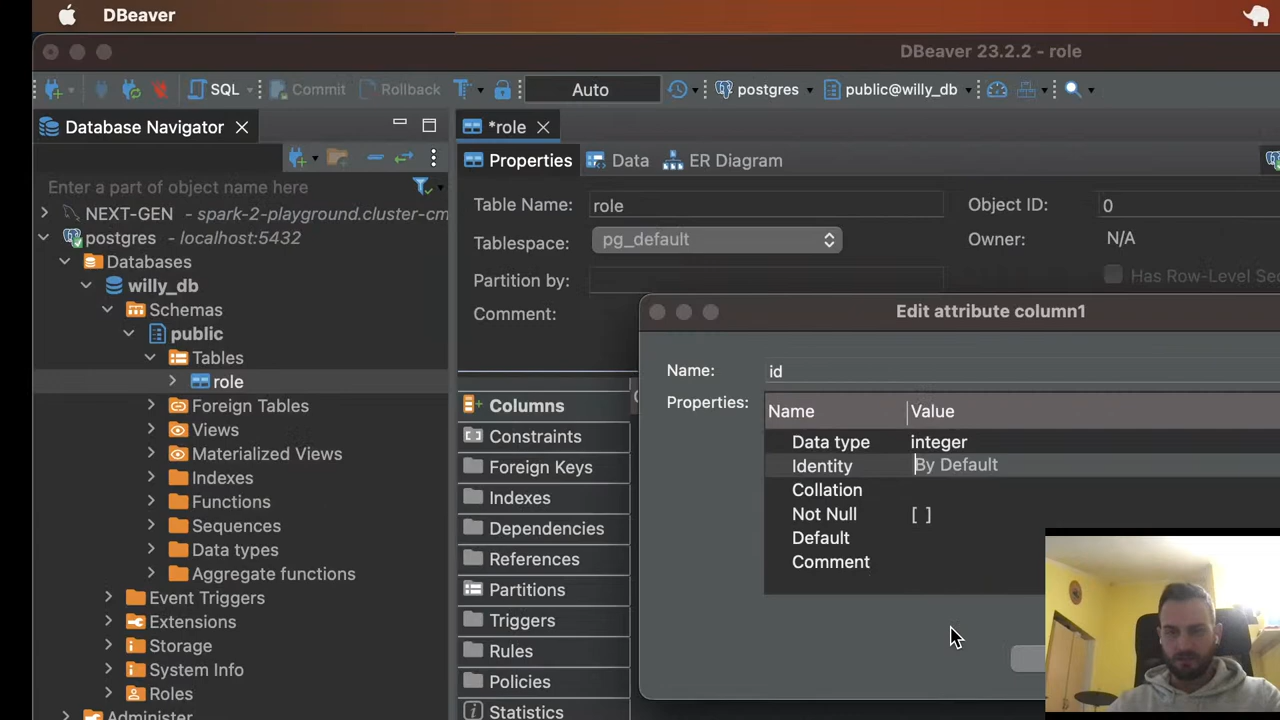 DBeaver
DBeaver 23.2.2 - role
SQL Commit Rollback Auto postgres public@willy_db
Database Navigator
*role
Properties Data ER Diagram
Enter a part of object name here
NEXT-GEN - spark-2-playground.cluster-cm
postgres - localhost:5432
Databases
willy_db
Schemas
public
Tables
role
Foreign Tables
Views
Materialized Views
Indexes
Functions
Sequences
Data types
Aggregate functions
Event Triggers
Extensions
Storage
System Info
Roles
Administer
Table Name: role
Object ID: 0
Tablespace: pg_default
Owner: N/A
Partition by:
Has Row-Level Sec
Comment:
Columns
Constraints
Foreign Keys
Indexes
Dependencies
References
Partitions
Triggers
Rules
Policies
Statistics
Edit attribute column1
Name: id
Properties:
Name Value
Data type integer
Identity By Default
Collation
Not Null [ ]
Default
Comment